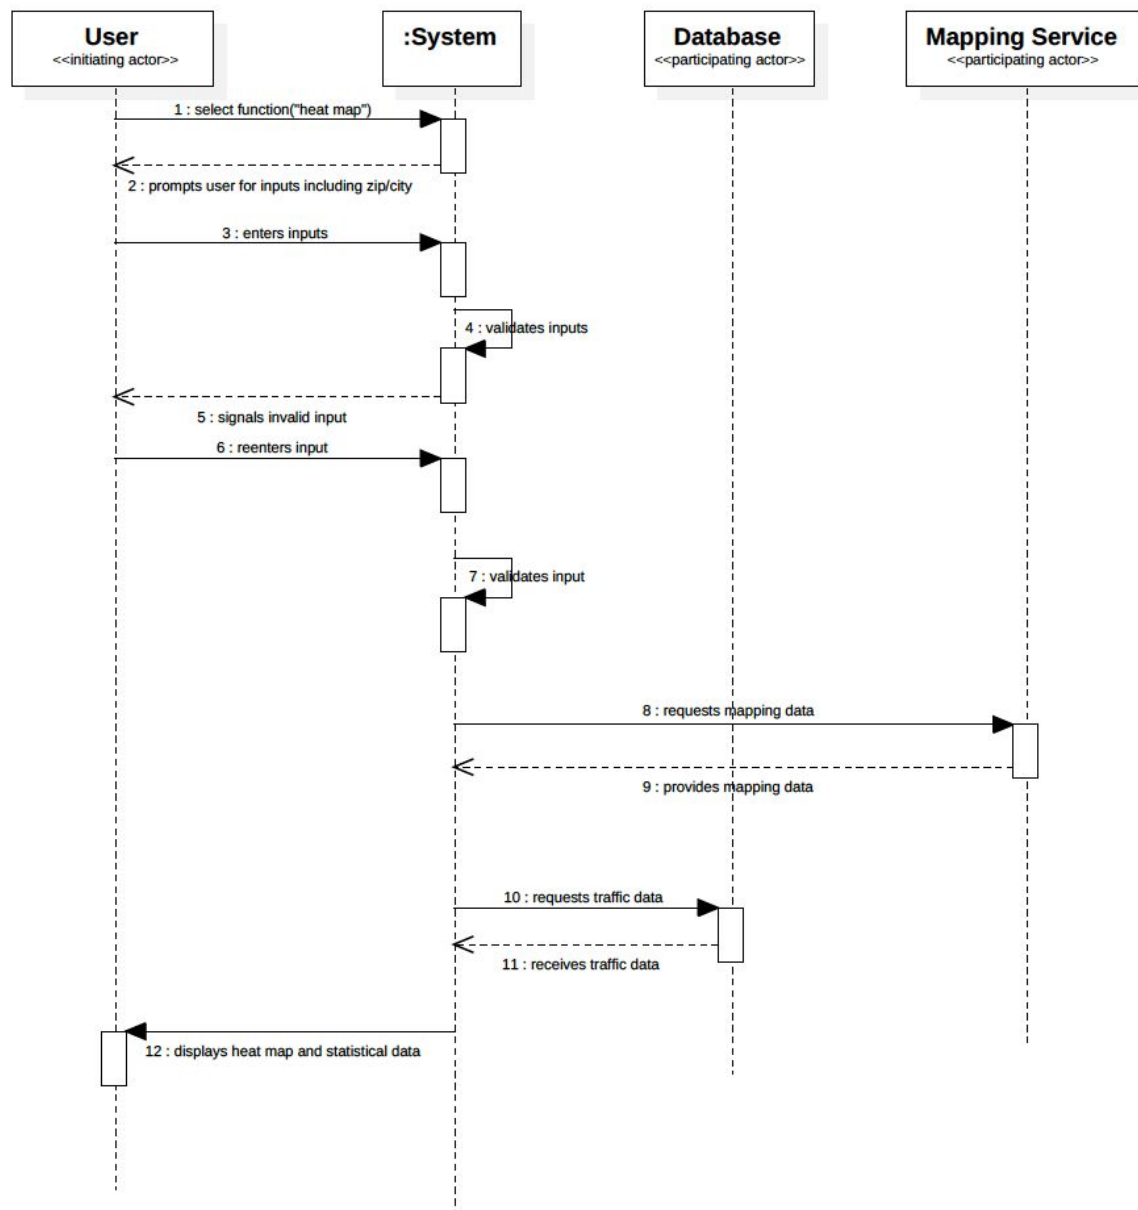 User
<<initiating actor>>
:System
Database
<<participating actor>>
Mapping Service
<<participating actor>>
1 : select function("heat map")
2 : prompts user for inputs including zip/city
3 : enters inputs
4 : validates inputs
5 : signals invalid input
6 : reenters input
7 : validates input
8 : requests mapping data
9 : provides mapping data
10 : requests traffic data
11 : receives traffic data
12 : displays heat map and statistical data